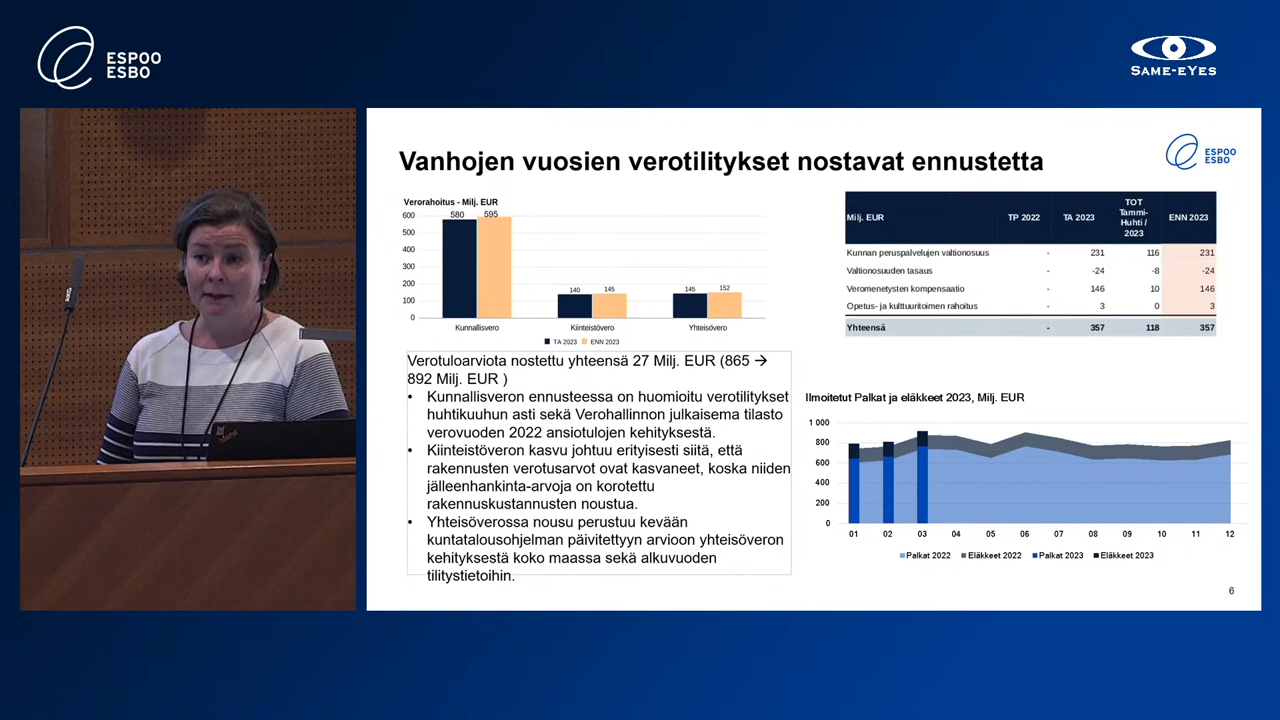 ESPOO
ESBO
SAME-EYES
Vanhojen vuosien verotilitykset nostavat ennustetta
ESPOO
ESBO
Verorahoitus - Milj. EUR
600
500
400
300
200
100
0
580
595
140
145
145
152
Kunnallisvero
Kiinteistövero
Yhteisövero
TA 2023
ENN 2023
Verotuloarviota nostettu yhteensä 27 Milj. EUR (865 →
892 Milj. EUR )
• Kunnallisveron ennusteessa on huomioitu verotilitykset
huhtikuuhun asti sekä Verohallinnon julkaisema tilasto
verovuoden 2022 ansiotulojen kehityksestä.
• Kiinteistöveron kasvu johtuu erityisesti siitä, että
rakennusten verotusarvot ovat kasvaneet, koska niiden
jälleenhankinta-arvoja on korotettu
rakennuskustannusten noustua.
• Yhteisöverossa nousu perustuu kevään
kuntatalousohjelman päivitettyyn arvioon yhteisöveron
kehityksestä koko maassa sekä alkuvuoden
tilitystietoihin.
Milj. EUR TP 2022 TA 2023 TOT Tammi-Huhti / 2023 ENN 2023
Kunnan peruspalvelujen valtionosuus - 231 116 231
Valtionosuuden tasaus - -24 -8 -24
Veromenetysten kompensaatio - 146 10 146
Opetus- ja kulttuuritoimen rahoitus - 3 0 3
Yhteensä - 357 118 357
Ilmoitetut Palkat ja eläkkeet 2023, Milj. EUR
1 000
800
600
400
200
0
01 02 03 04 05 06 07 08 09 10 11 12
Palkat 2022 Eläkkeet 2022 Palkat 2023 Eläkkeet 2023
6